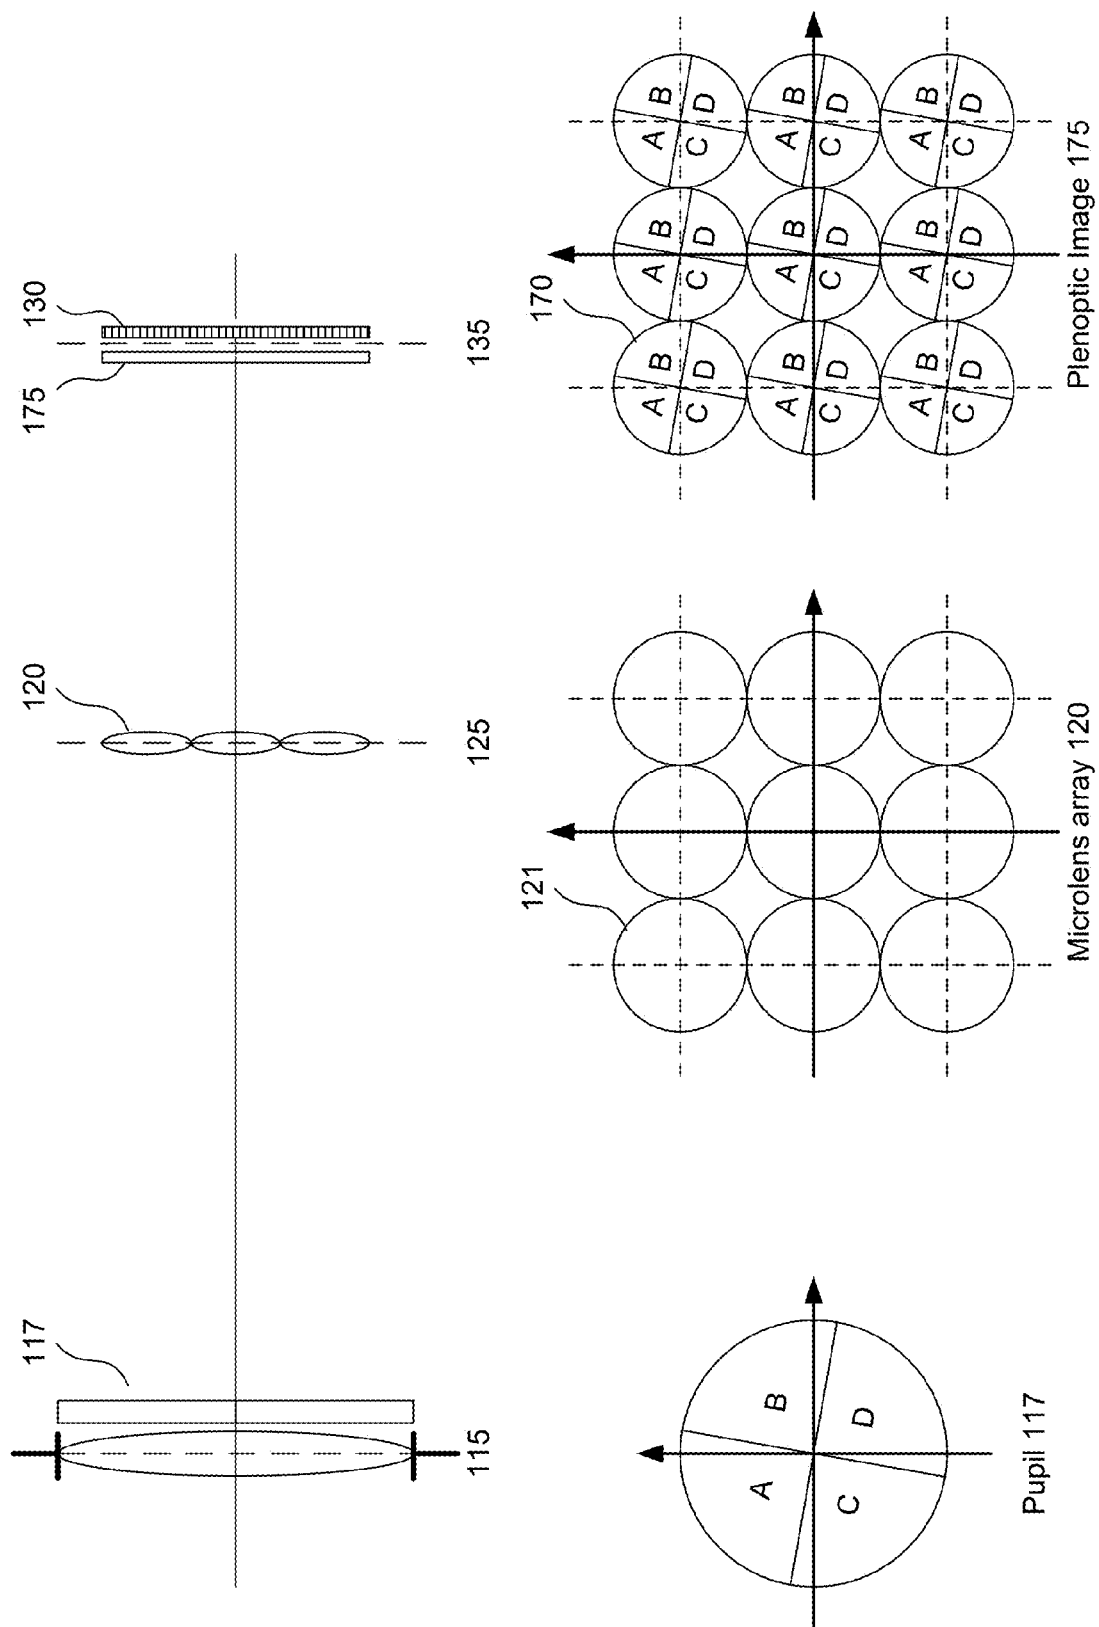 117 120 175 130
115 125 135
121 170
A B A B A B
C D C D C D
A B A B A B A B
C D C D C D C D
A B A B A B
C D C D C D
Pupil 117
Microlens array 120
Plenoptic Image 175